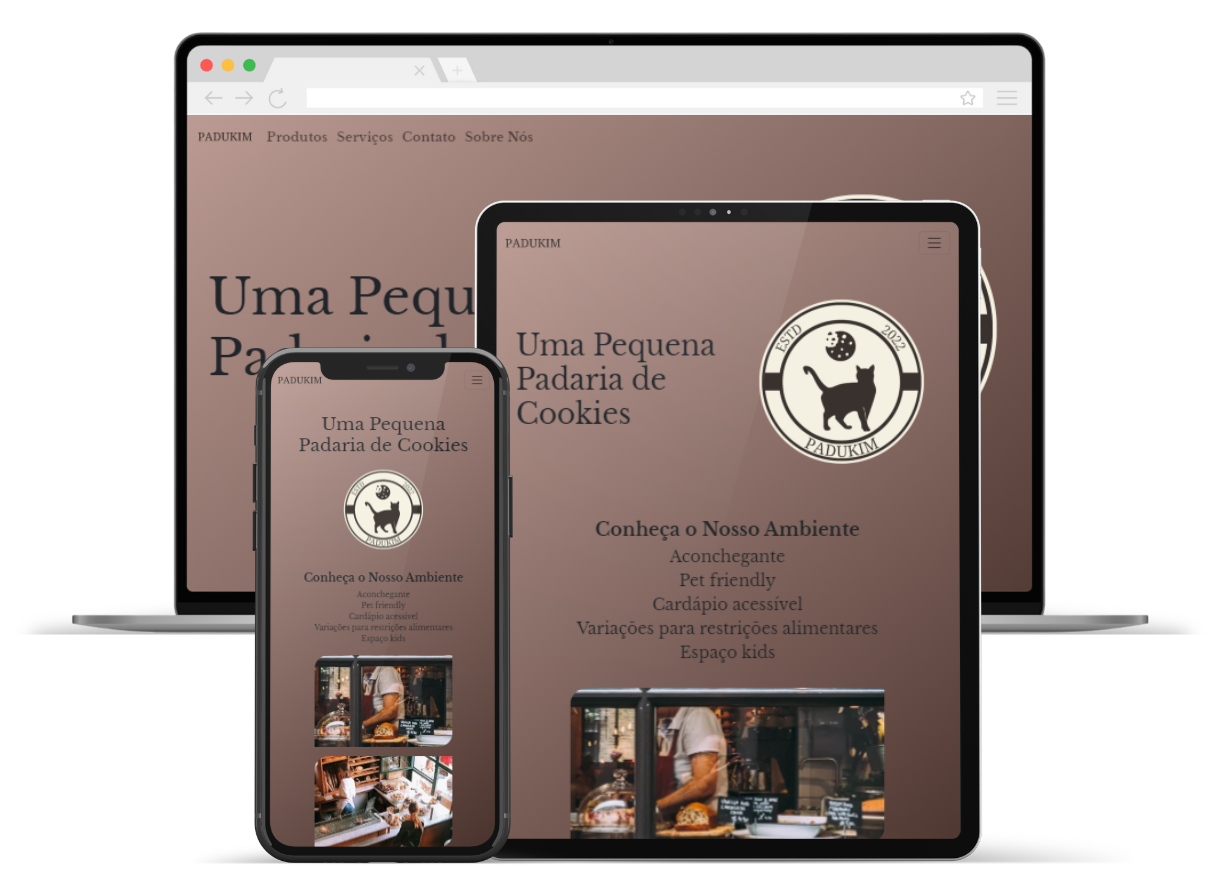 PADUKIM Produtos Serviços Contato Sobre Nós
Uma Pequ
PADUKIM
Uma Pequena
Padaria de
Cookies
ESTD 2022
PADUKIM
Conheça o Nosso Ambiente
Aconchegante
Pet friendly
Cardápio acessível
Variações para restrições alimentares
Espaço kids
PADUKIM
Uma Pequena
Padaria de Cookies
ESTD 2022
PADUKIM
Conheça o Nosso Ambiente
Aconchegante
Pet friendly
Cardápio acessível
Variações para restrições alimentares
Espaço kids